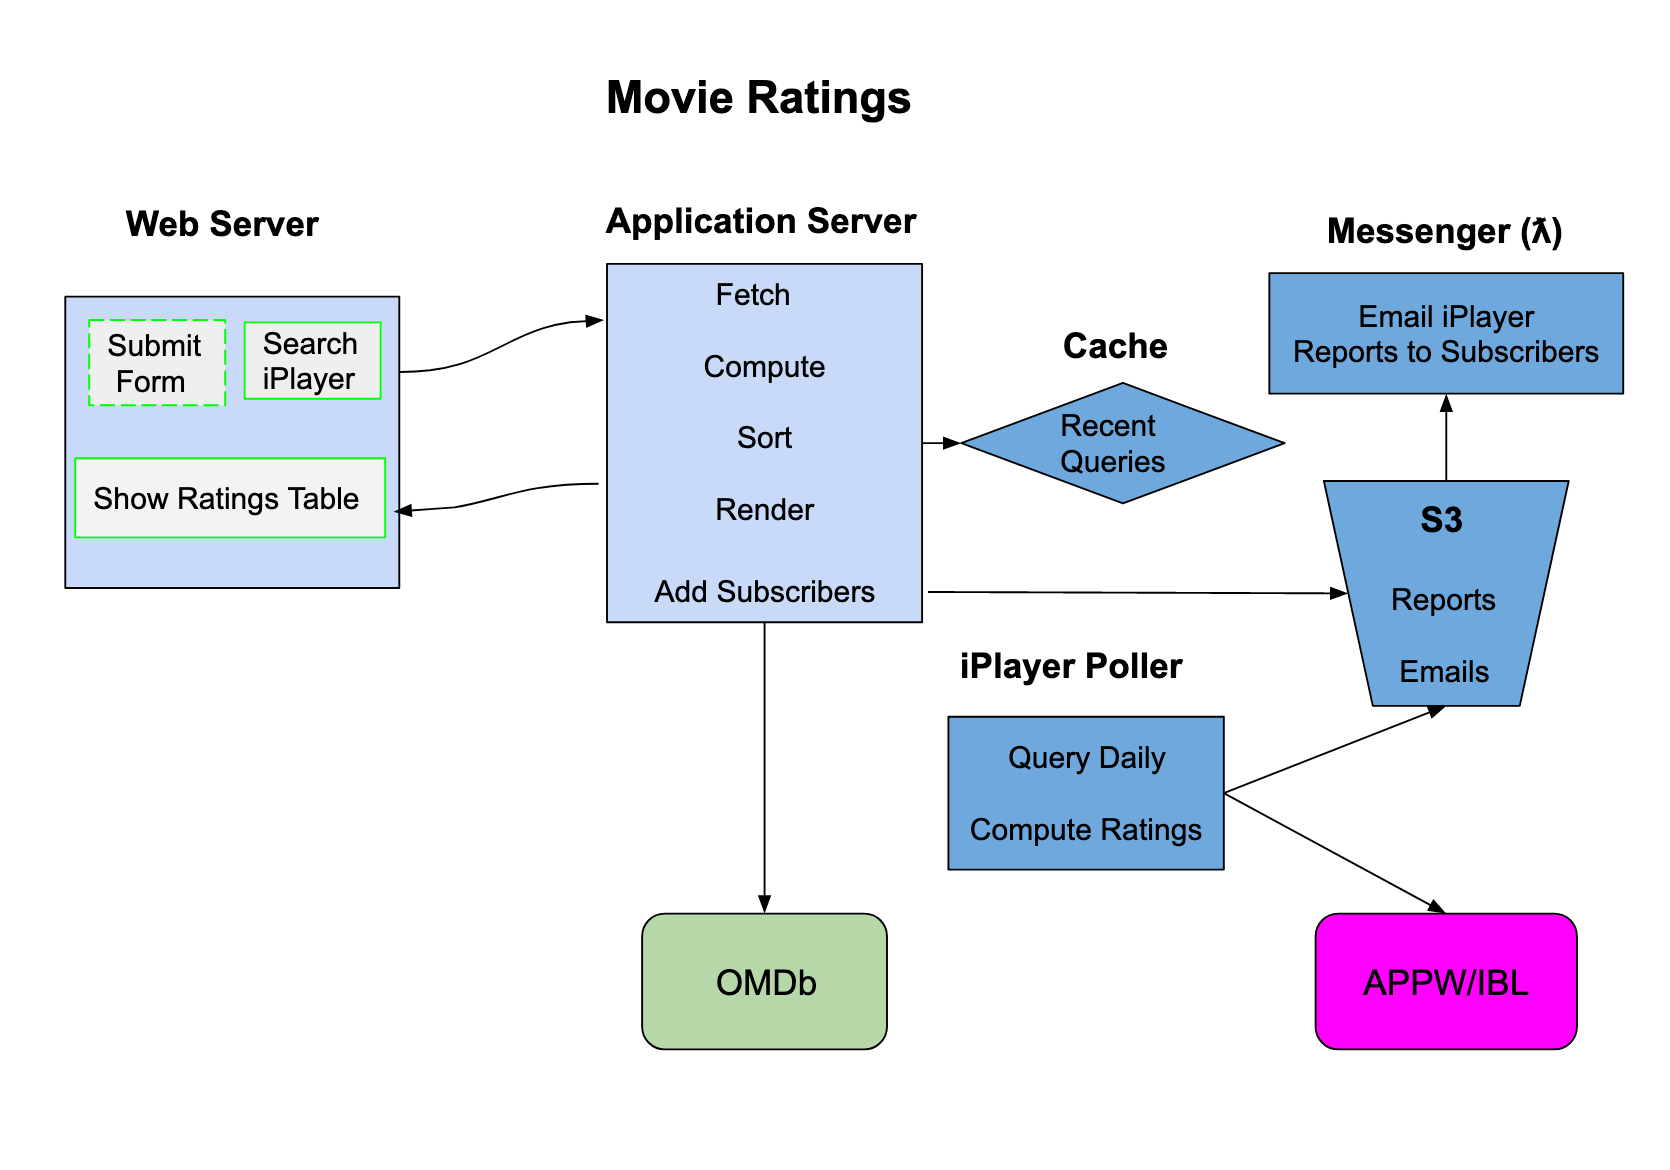 Movie Ratings
Web Server
Submit
Form
Search
iPlayer
Show Ratings Table
Application Server
Fetch
Compute
Sort
Render
Add Subscribers
Cache
Recent
Queries
Messenger (ƛ)
Email iPlayer
Reports to Subscribers
S3
Reports
Emails
iPlayer Poller
Query Daily
Compute Ratings
OMDb
APPW/IBL